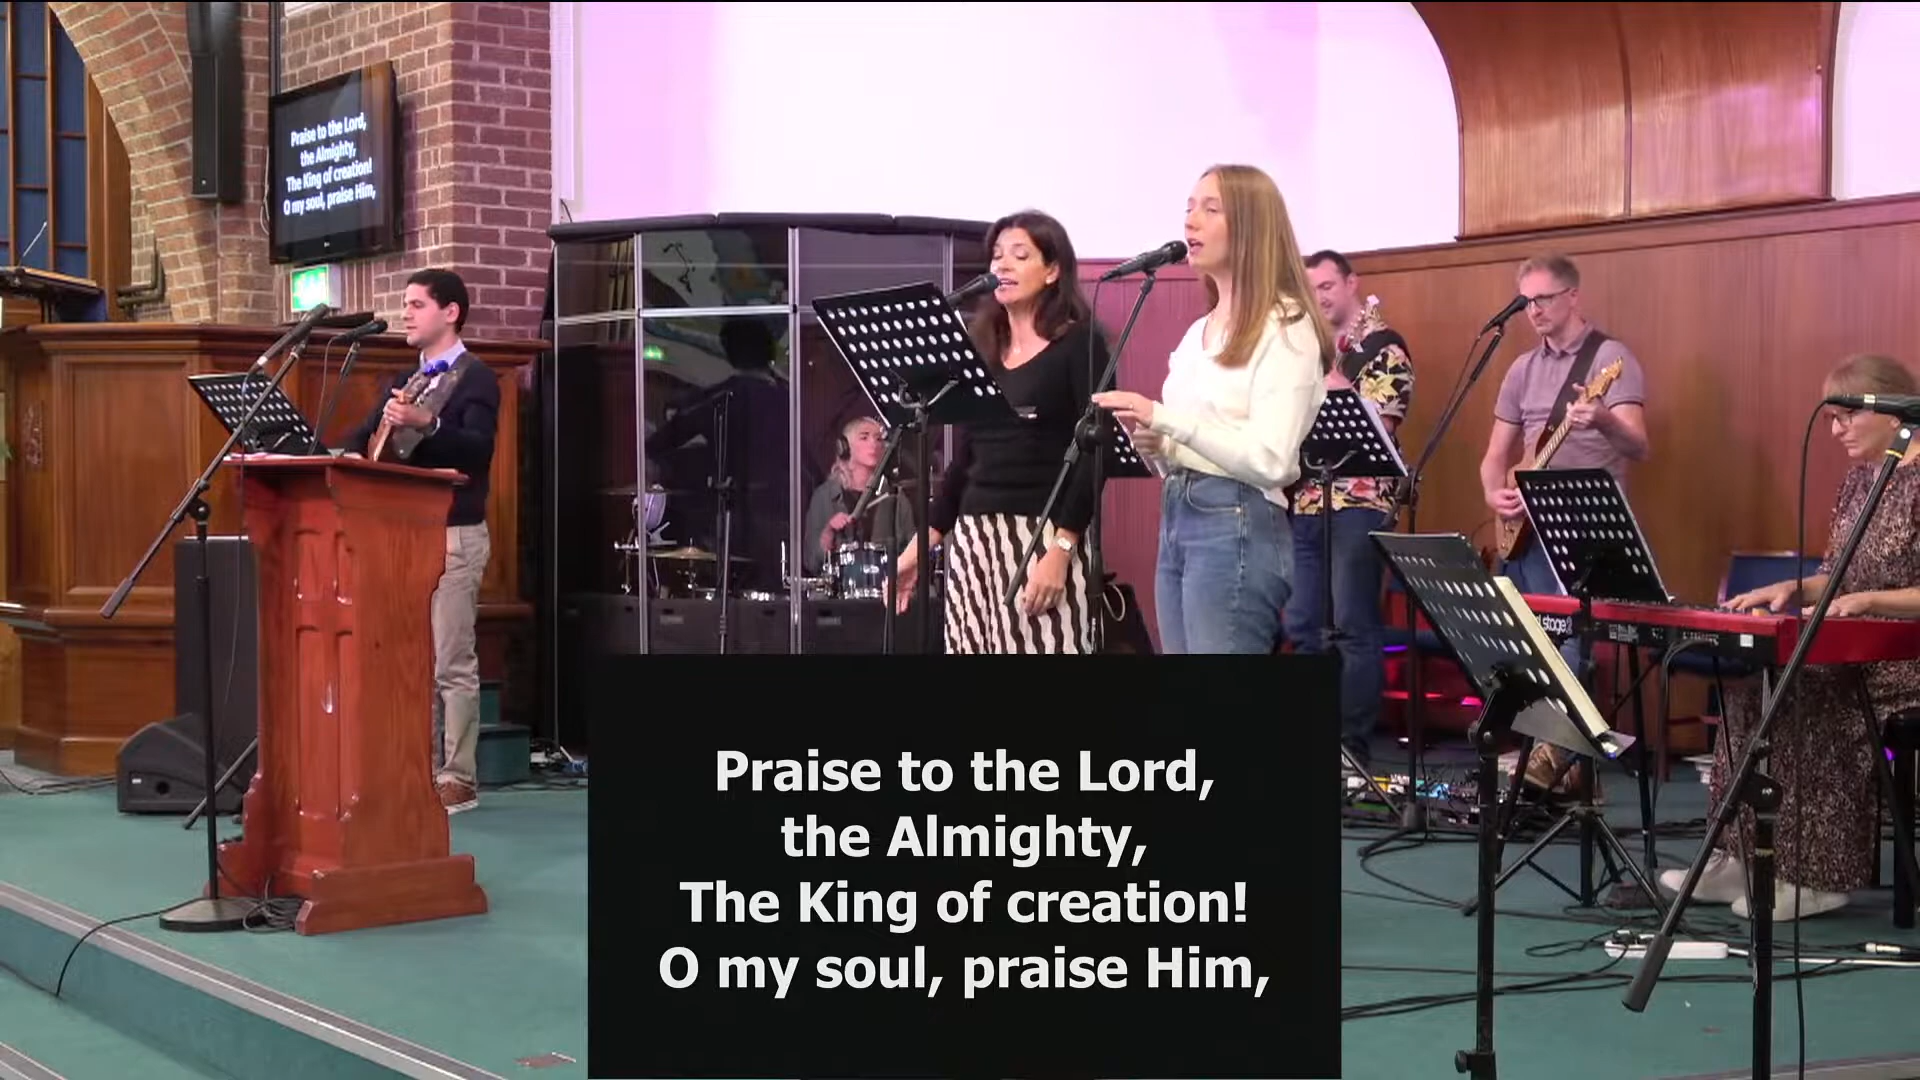 Praise to the Lord,
the Almighty,
The King of creation!
O my soul, praise Him,
stage
Praise to the Lord,
the Almighty,
The King of creation!
O my soul, praise Him,